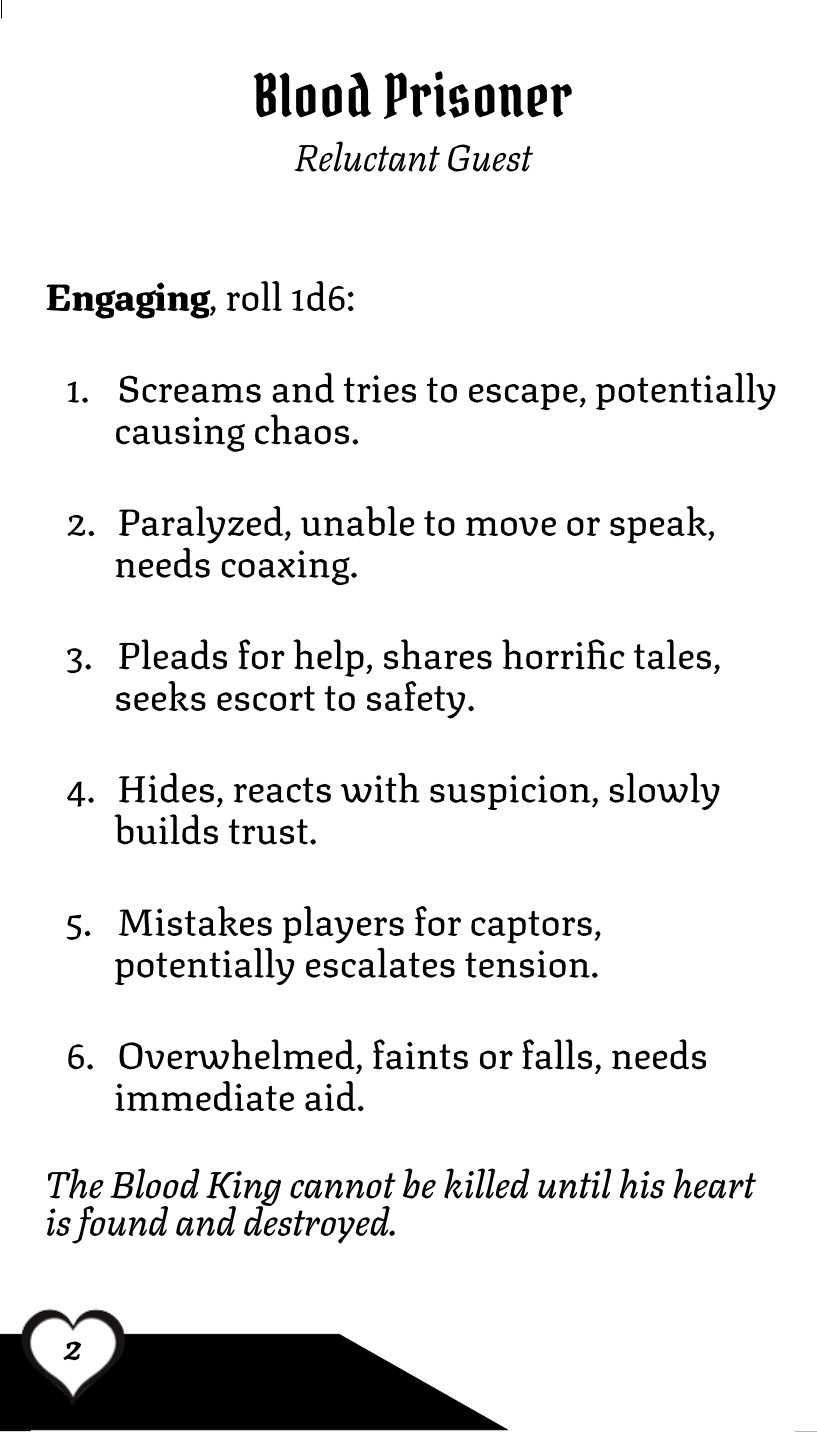 Blood Prisoner
Reluctant Guest
Engaging, roll 1d6:
1. Screams and tries to escape, potentially
causing chaos.
2. Paralyzed, unable to move or speak,
needs coaxing.
3. Pleads for help, shares horrific tales,
seeks escort to safety.
4. Hides, reacts with suspicion, slowly
builds trust.
5. Mistakes players for captors,
potentially escalates tension.
6. Overwhelmed, faints or falls, needs
immediate aid.
The Blood King cannot be killed until his heart
is found and destroyed.
2